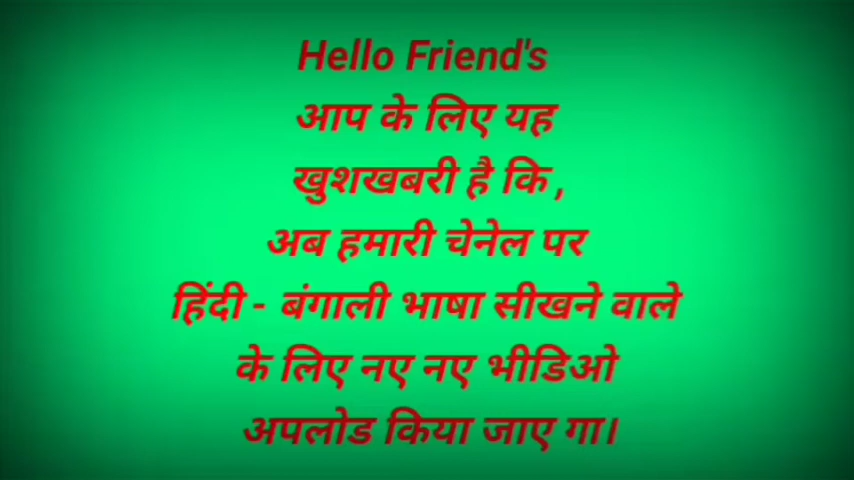 Hello Friend's
आप के लिए यह
खुशखबरी है कि,
अब हमारी चेनेल पर
हिंदी - बंगाली भाषा सीखने वाले
के लिए नए नए भीडिओ
अपलोड किया जाए गा।